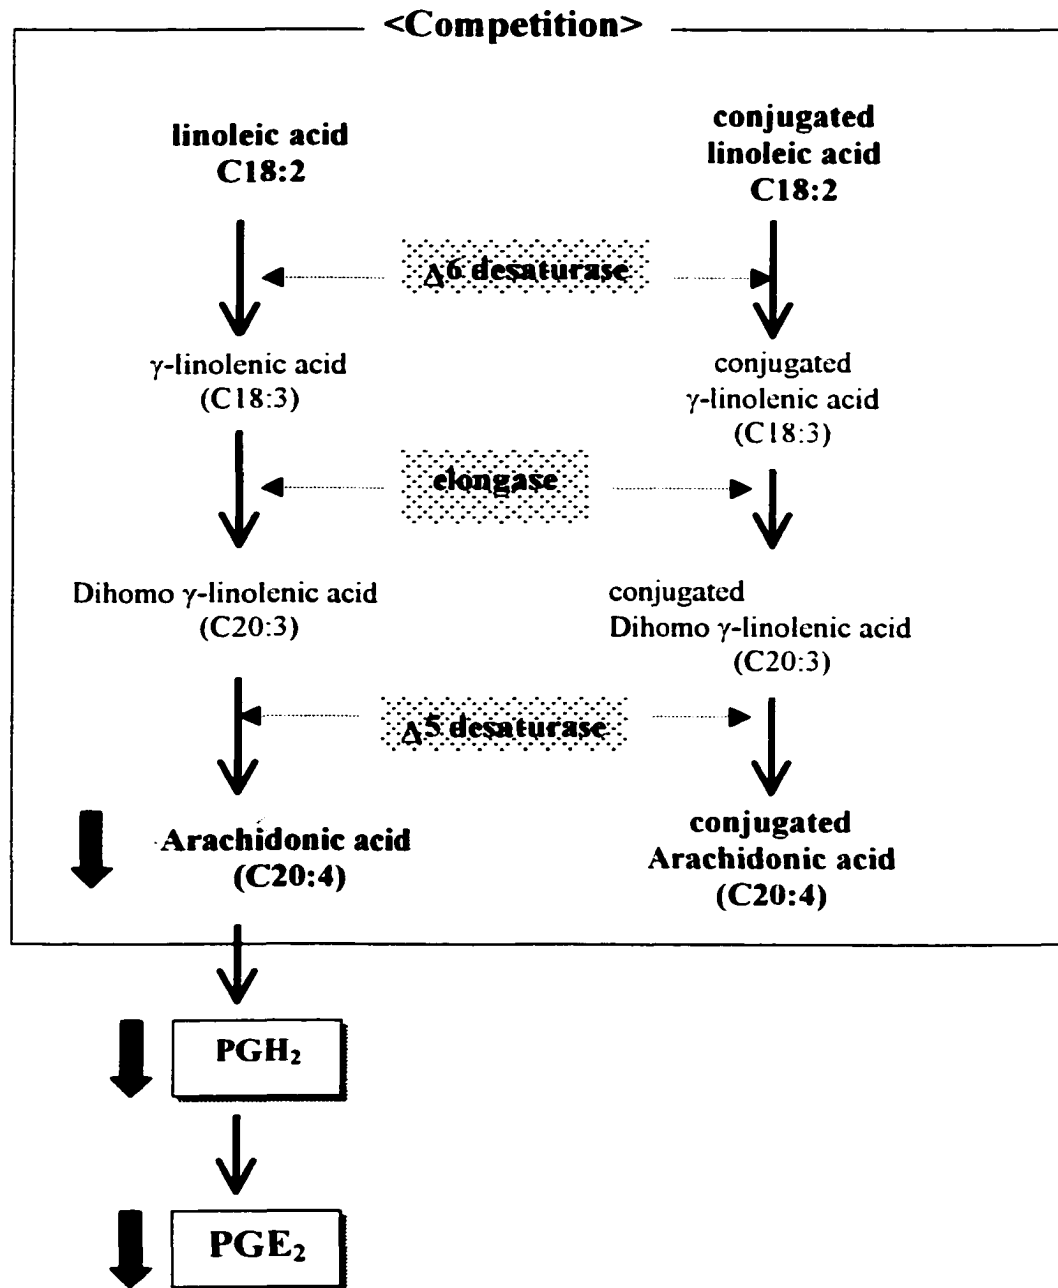 <Competition>
linoleic acid
C18:2
conjugated
linoleic acid
C18:2
Δ6 desaturase
γ-linolenic acid
(C18:3)
conjugated
γ-linolenic acid
(C18:3)
elongase
Dihomo γ-linolenic acid
(C20:3)
conjugated
Dihomo γ-linolenic acid
(C20:3)
Δ5 desaturase
Arachidonic acid
(C20:4)
conjugated
Arachidonic acid
(C20:4)
PGH₂
PGE₂